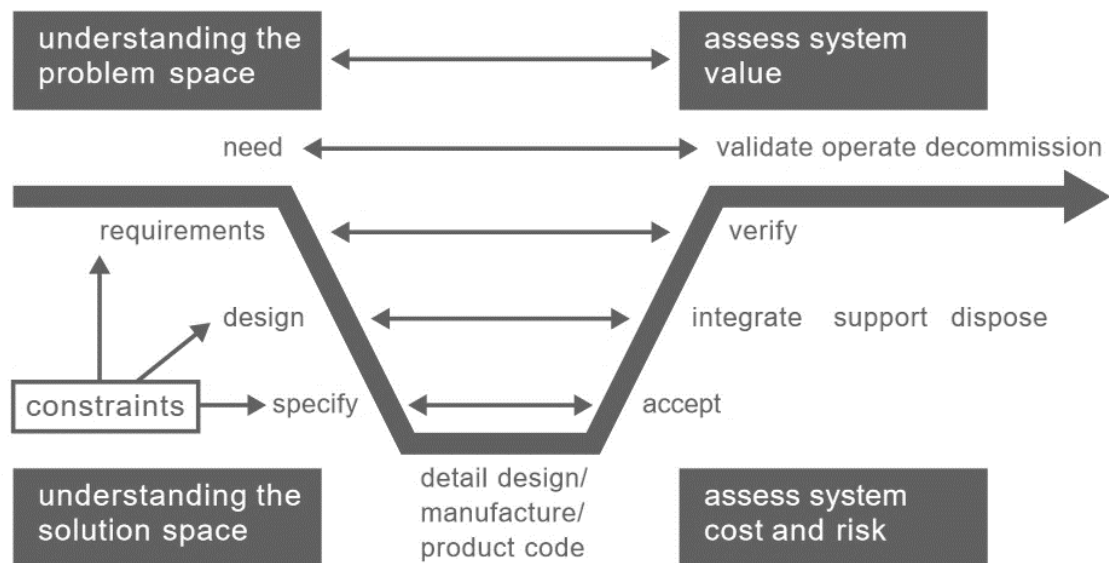 understanding the
problem space
assess system
value
need
validate operate decommission
requirements
verify
design
integrate support dispose
constraints
specify
accept
detail design/
manufacture/
product code
understanding the
solution space
assess system
cost and risk